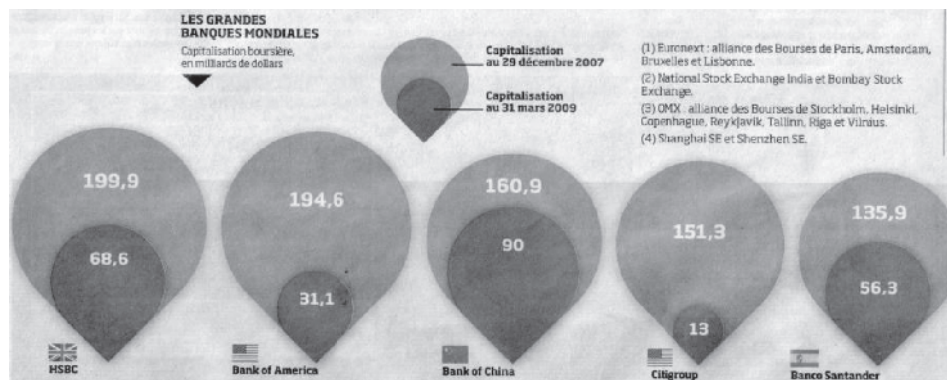 LES GRANDES
BANQUES MONDIALES
Capitalisation boursière,
en milliards de dollars
Capitalisation
au 29 décembre 2007
Capitalisation
au 31 mars 2009
(1) Euronext : alliance des Bourses de Paris, Amsterdam,
Bruxelles et Lisbonne.
(2) National Stock Exchange India et Bombay Stock
Exchange.
(3) OMX : alliance des Bourses de Stockholm, Helsinki,
Copenhague, Reykjavik, Tallinn, Riga et Vilnius.
(4) Shanghai SE et Shenzhen SE.
199,9
68,6
HSBC
194,6
31,1
Bank of America
160,9
90
Bank of China
151,3
13
Citigroup
135,9
56,3
Banco Santander